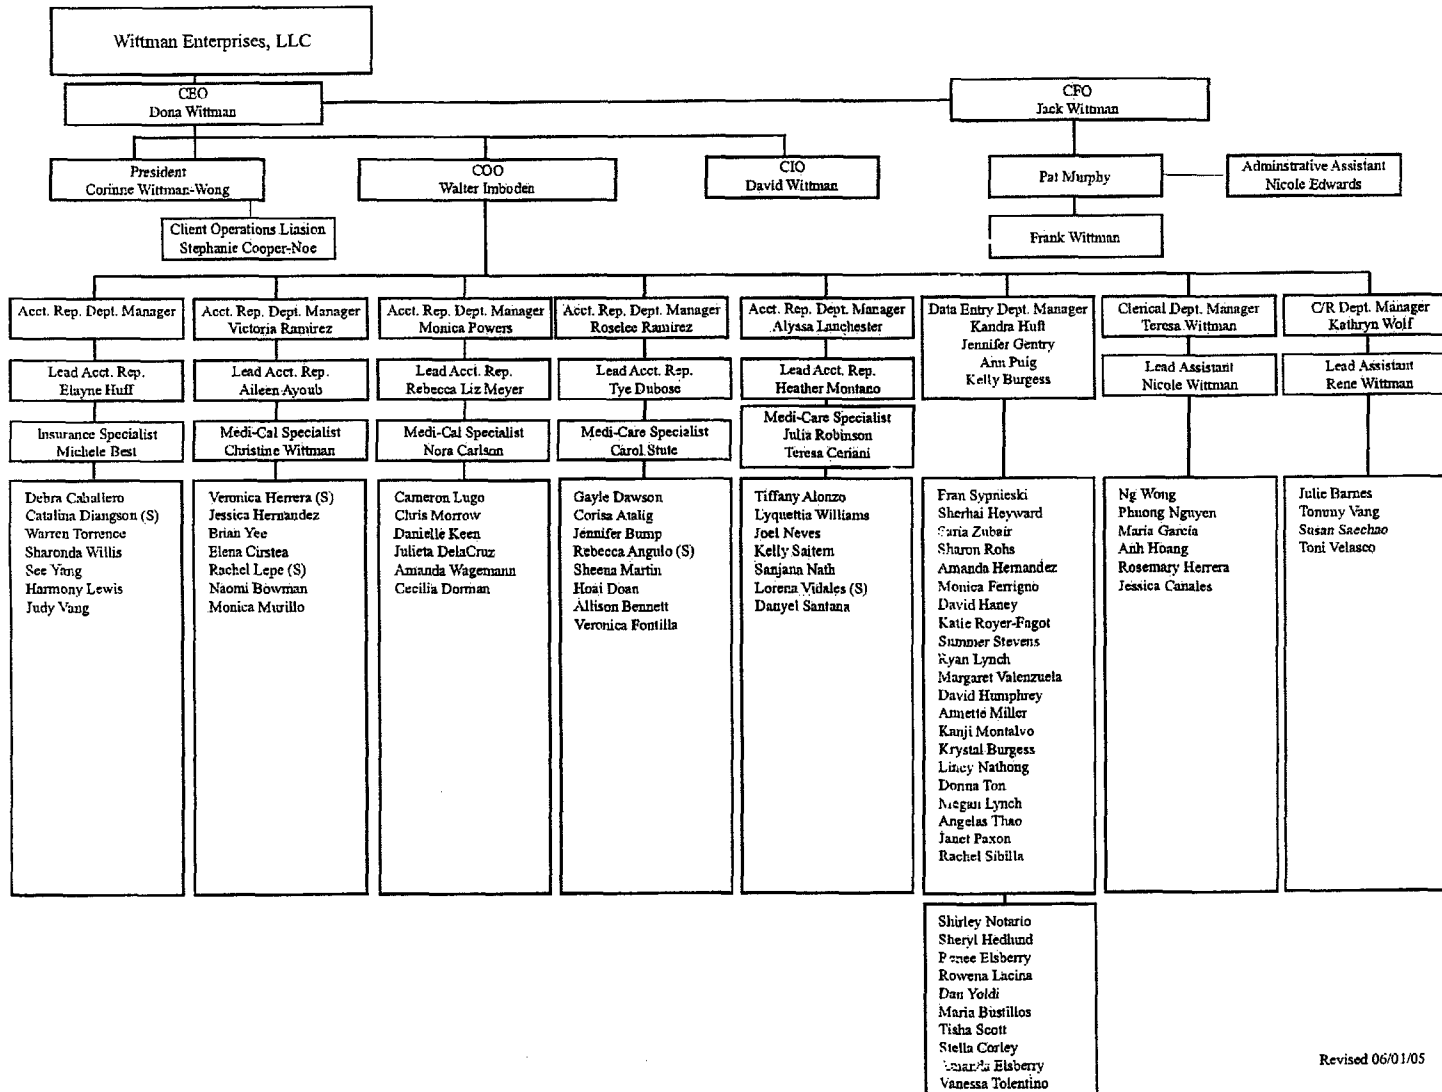 Wittman Enterprises, LLC
CEO
Dona Wittman
CFO
Jack Wittman
President
Corinne Wittman-Wong
COO
Walter Imboden
CIO
David Wittman
Pat Murphy
Adminstrative Assistant
Nicole Edwards
Client Operations Liasion
Stephanie Cooper-Noe
Frank Wittman
Acct. Rep. Dept. Manager
Lead Acct. Rep.
Elayne Huff
Insurance Specialist
Michele Best
Debra Caballero
Catalina Diangson (S)
Warren Torrence
Sharonda Willis
See Yang
Harmony Lewis
Judy Vang
Acct. Rep. Dept. Manager
Victoria Ramirez
Lead Acct. Rep.
Aileen Ayoub
Medi-Cal Specialist
Christine Wittman
Veronica Herrera (S)
Jessica Hernandez
Brian Yee
Elena Cirstea
Rachel Lepe (S)
Naomi Bowman
Monica Murillo
Acct. Rep. Dept. Manager
Monica Powers
Lead Acct. Rep.
Rebecca Liz Meyer
Medi-Cal Specialist
Nora Carlson
Cameron Lugo
Chris Morrow
Danielle Keen
Julieta DelaCruz
Amanda Wagemann
Cecilia Dorman
Acct. Rep. Dept. Manager
Roselee Ramirez
Lead Acct. Rep.
Tye Dubose
Medi-Care Specialist
Carol Stute
Gayle Dawson
Corisa Atalig
Jennifer Bump
Rebecca Angulo (S)
Sheena Martin
Hoai Doan
Allison Bennett
Veronica Fontilla
Acct. Rep. Dept. Manager
Alyssa Lanchester
Lead Acct. Rep.
Heather Montano
Medi-Care Specialist
Julia Robinson
Teresa Ceriani
Tiffany Alonzo
Lyquettia Williams
Joel Neves
Kelly Saitem
Sanjana Nath
Lorena Vidales (S)
Danyel Santana
Data Entry Dept. Manager
Kandra Huft
Jennifer Gentry
Ann Puig
Kelly Burgess
Fran Sypnieski
Sherhai Heyward
Saria Zubair
Sharon Rohs
Amanda Hernandez
Monica Ferrigno
David Haney
Katie Royer-Fagot
Summer Stevens
Ryan Lynch
Margaret Valenzuela
David Humphrey
Annette Miller
Kanji Montalvo
Krystal Burgess
Nathong
Donna Ton
Megan Lynch
Angelas Thao
Janet Paxon
Rachel Sibilla
Shirley Notario
Sheryl Hedlund
Renee Elsberry
Rowena Lacina
Dan Yoldi
Maria Bustillos
Tisha Scott
Stella Corley
Amanda Elsberry
Vanessa Tolentino
Clerical Dept. Manager
Teresa Wittman
Lead Assistant
Nicole Wittman
Ng Wong
Phuong Nguyen
Maria Garcia
Anh Hoang
Rosemary Herrera
Jessica Canales
C/R Dept. Manager
Kathryn Wolf
Lead Assistant
Rene Wittman
Julie Barnes
Tommy Vang
Susan Saechao
Toni Velasco
Revised 06/01/05